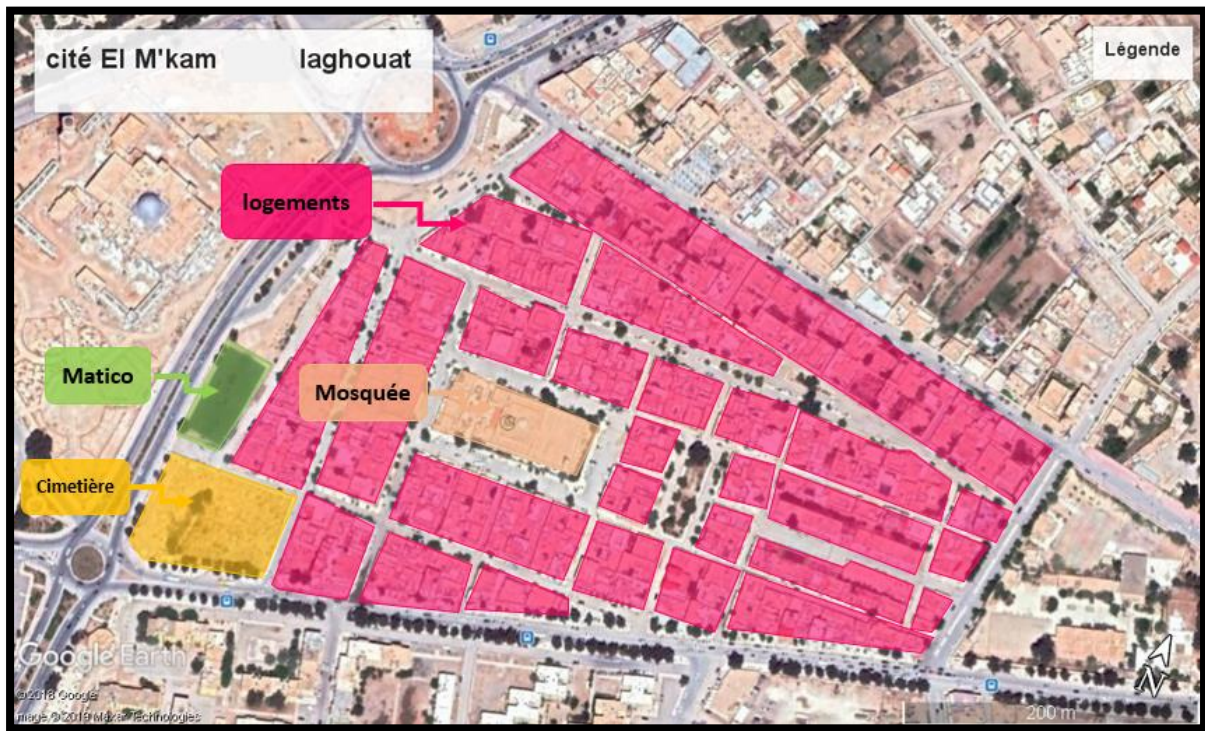 cité El M'kam laghouat
Légende
logements
Matico
Mosquée
Cimetière
Google Earth
© 2018 Google
Image © 2019 Maxar Technologies
200 m
N